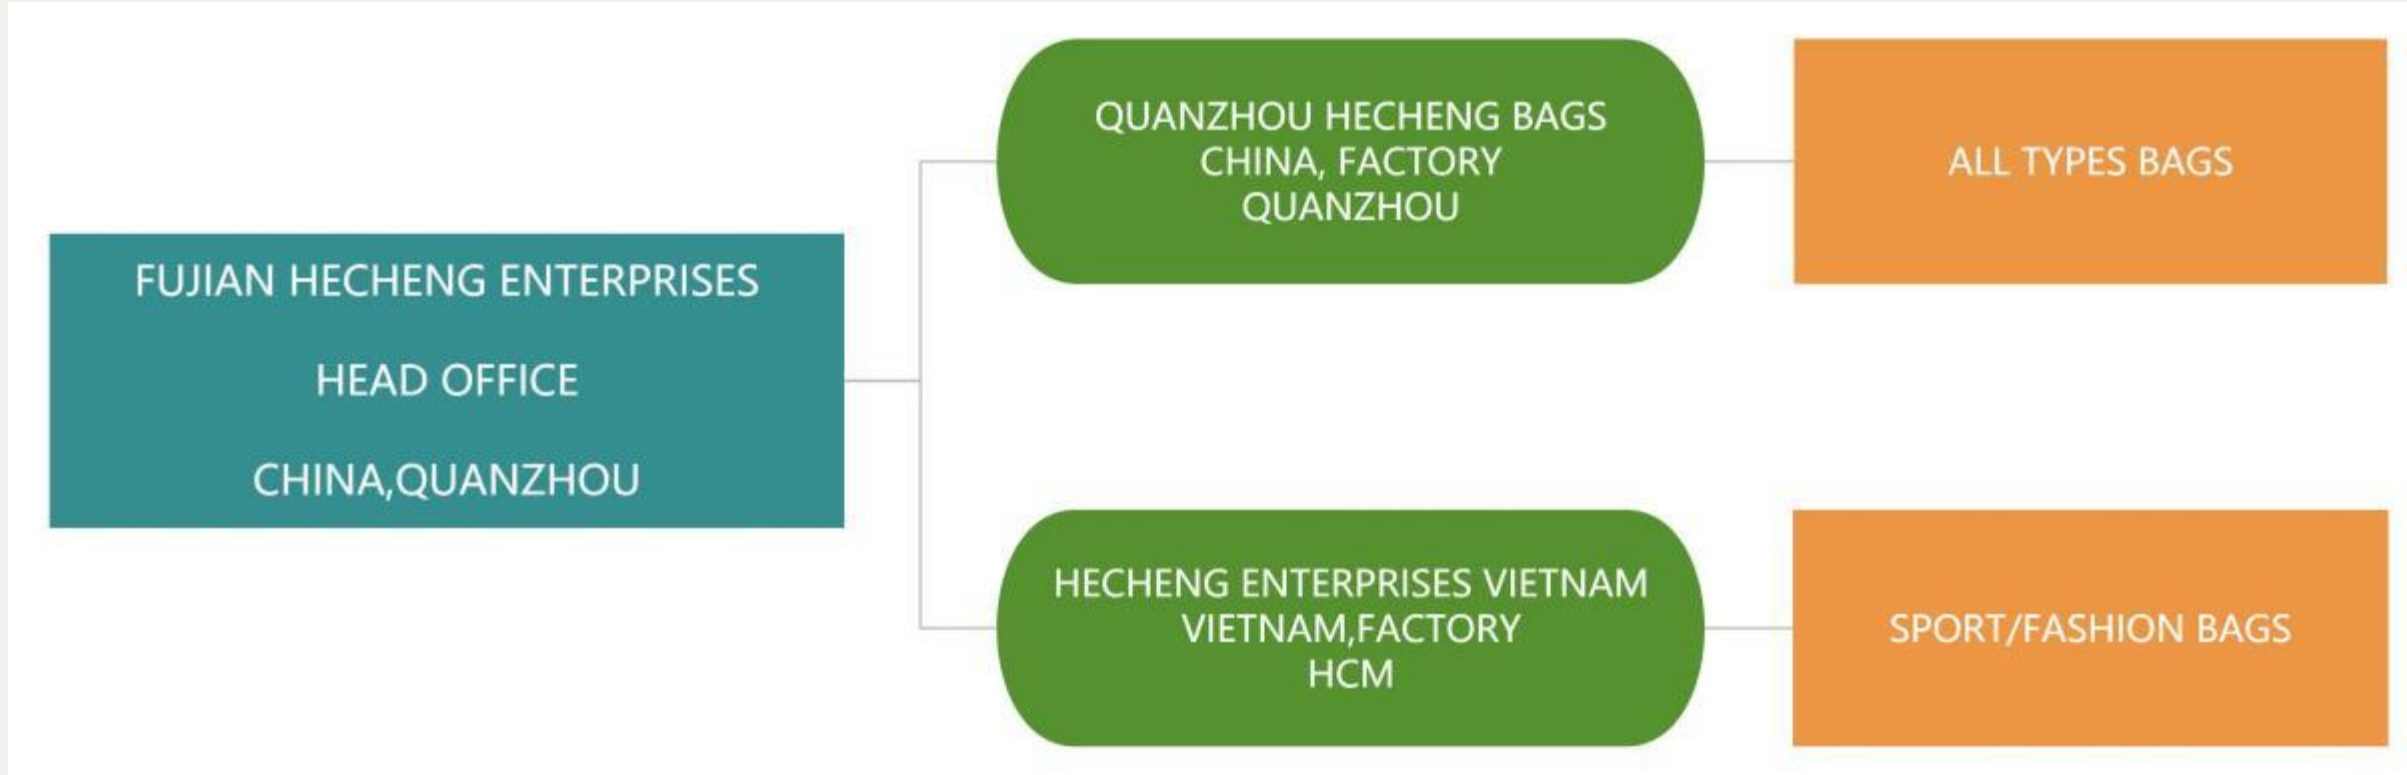 FUJIAN HECHENG ENTERPRISES
HEAD OFFICE
CHINA,QUANZHOU
QUANZHOU HECHENG BAGS
CHINA, FACTORY
QUANZHOU
ALL TYPES BAGS
HECHENG ENTERPRISES VIETNAM
VIETNAM,FACTORY
HCM
SPORT/FASHION BAGS